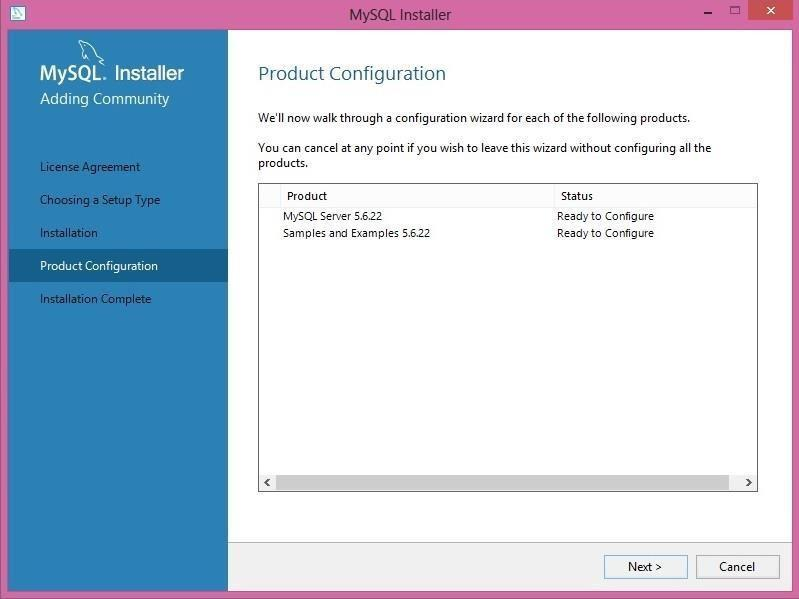 MySQL Installer
MySQL. Installer
Adding Community
License Agreement
Choosing a Setup Type
Installation
Product Configuration
Installation Complete
Product Configuration
We'll now walk through a configuration wizard for each of the following products.
You can cancel at any point if you wish to leave this wizard without configuring all the
products.
Product Status
MySQL Server 5.6.22 Ready to Configure
Samples and Examples 5.6.22 Ready to Configure
Next > Cancel